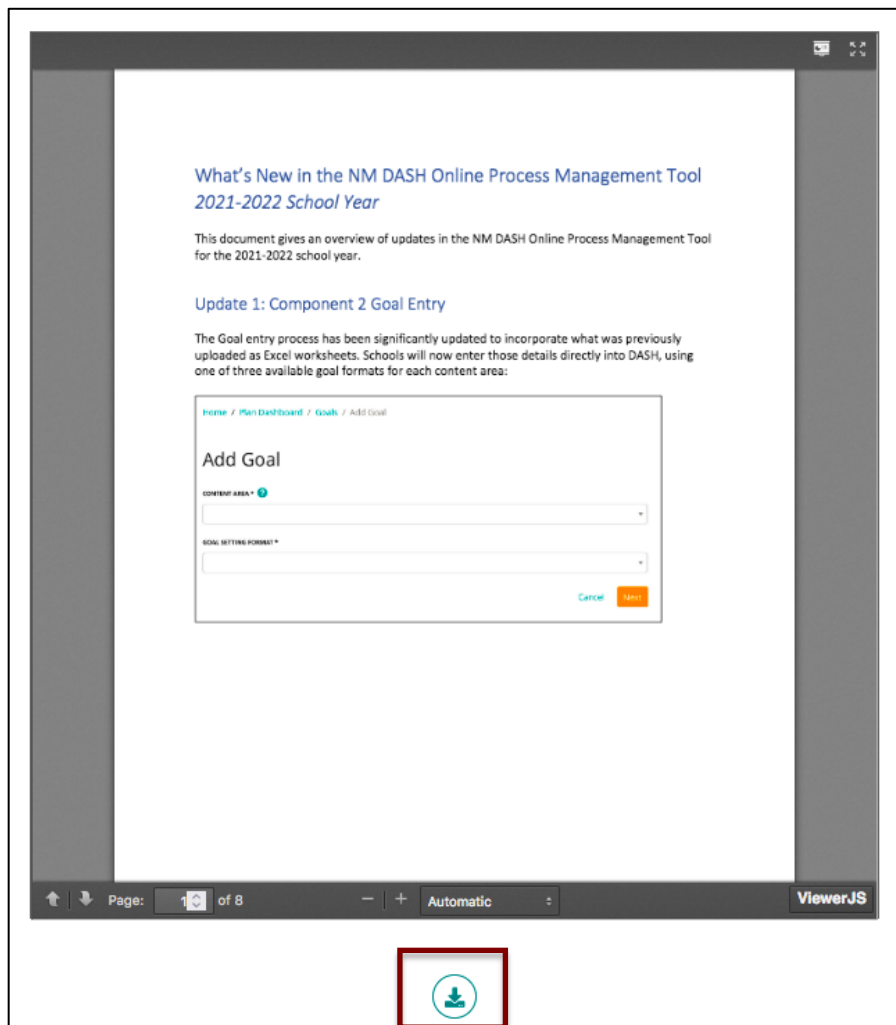 What's New in the NM DASH Online Process Management Tool
2021-2022 School Year
This document gives an overview of updates in the NM DASH Online Process Management Tool
for the 2021-2022 school year.
Update 1: Component 2 Goal Entry
The Goal entry process has been significantly updated to incorporate what was previously
uploaded as Excel worksheets. Schools will now enter those details directly into DASH, using
one of three available goal formats for each content area:
Home / Plan Dashboard / Goals / Add Goal
Add Goal
CONTENT AREA * ?
GOAL SETTING FORMAT *
Cancel Next
Page: 1 of 8 − + Automatic ViewerJS